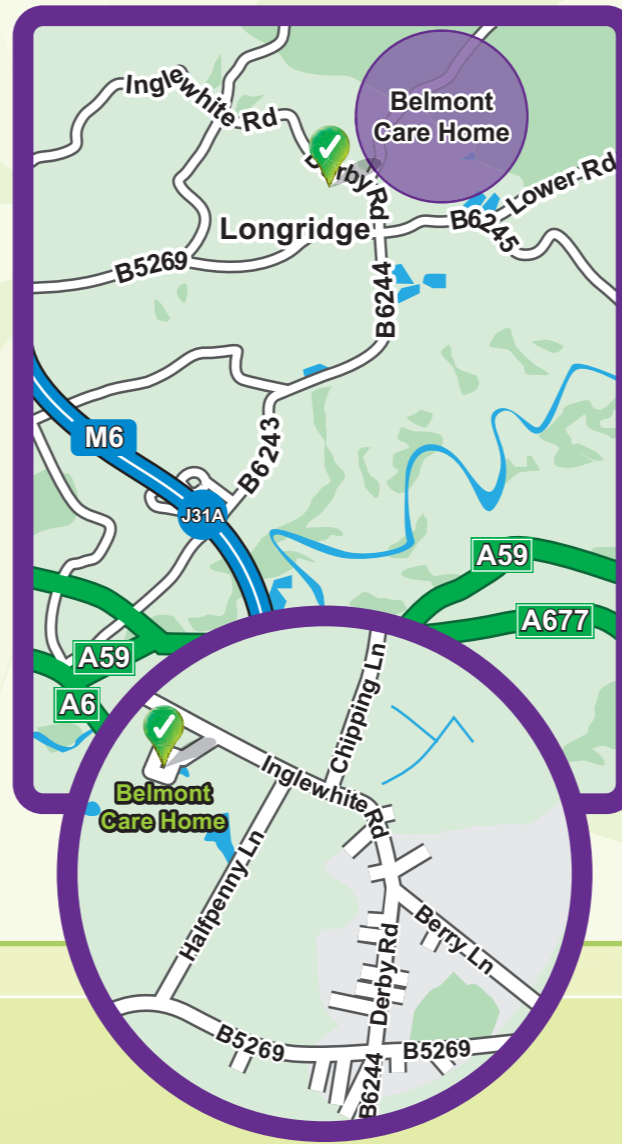 Inglewhite Rd
Belmont
Care Home
Derby Rd
Lower Rd
Longridge
B6245
B5269
B6244
M6
B6243
J31A
A59
A677
A59
A6
Chipping Ln
Inglewhite Rd
Belmont
Care Home
Halfpenny Ln
Berry Ln
Derby Rd
B5269
B5269
B6244